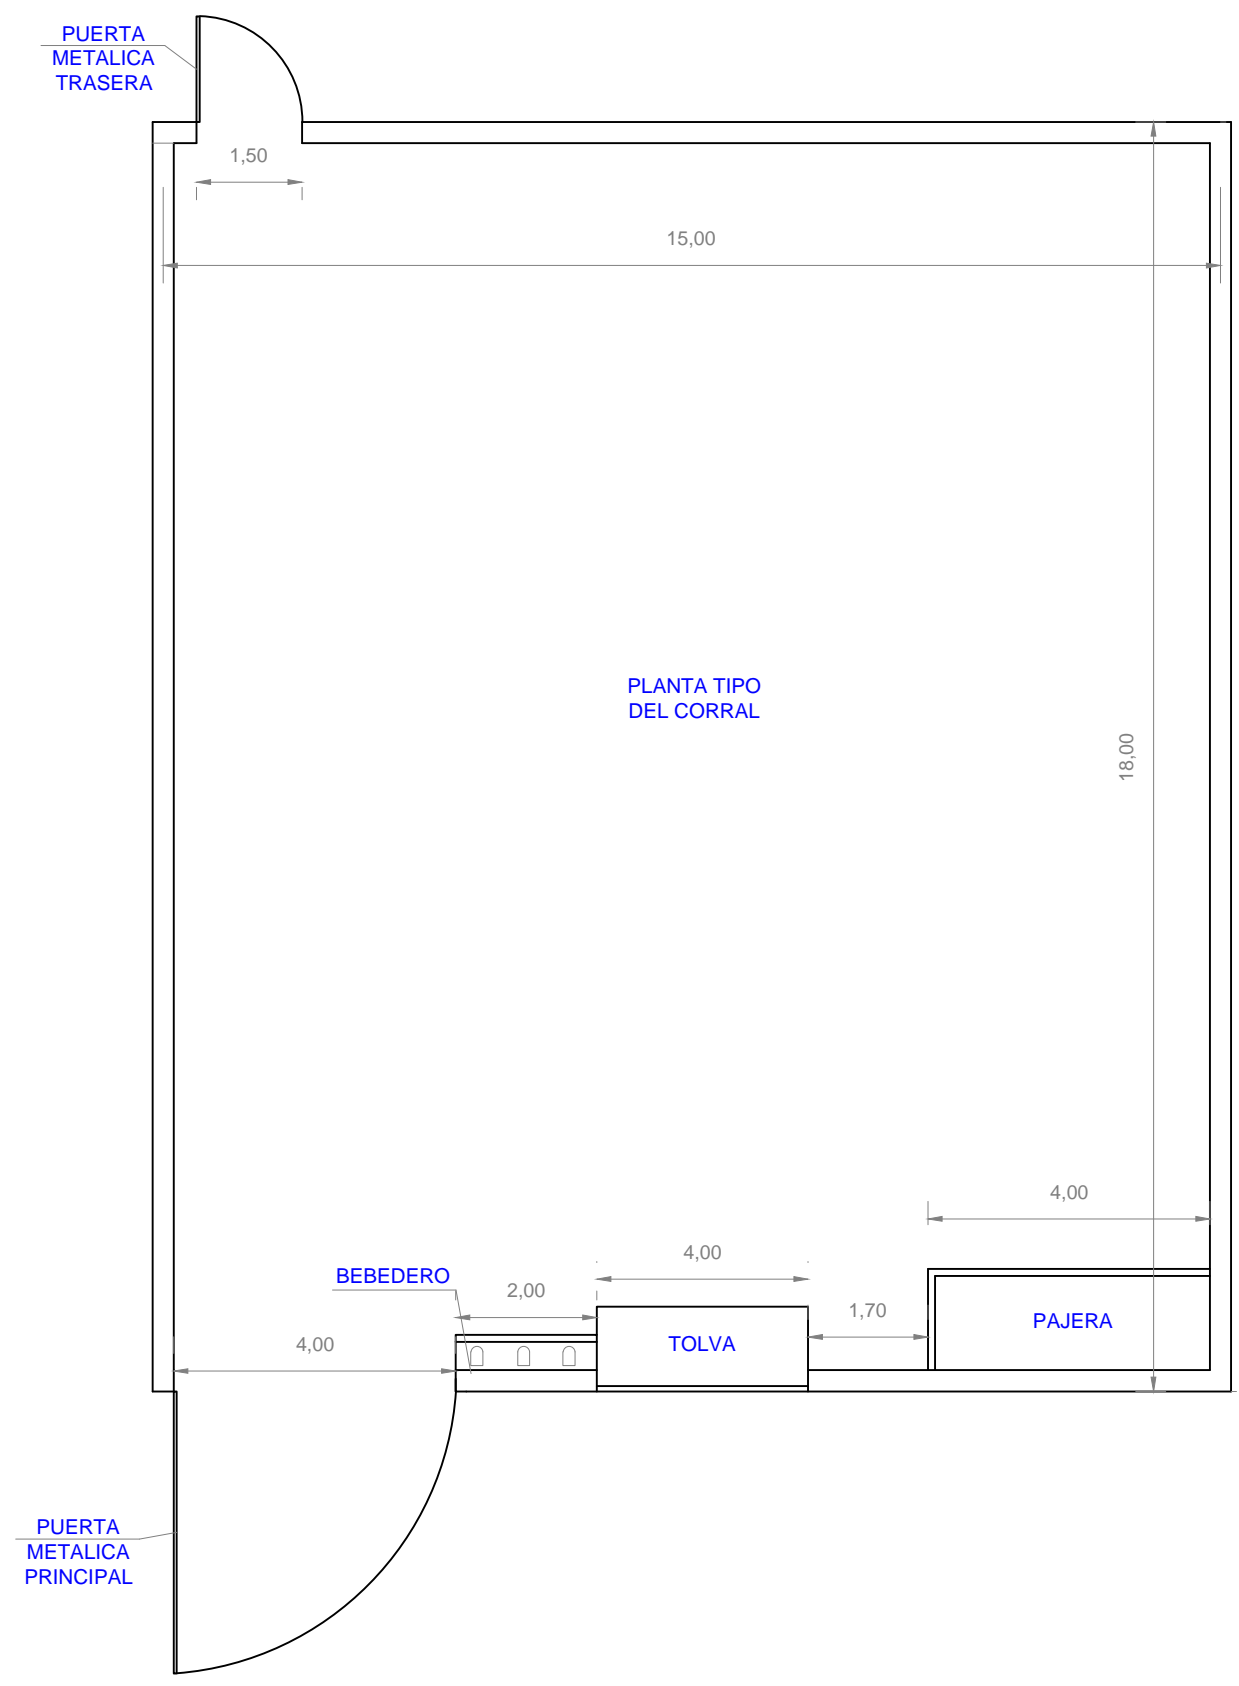 PUERTA
METALICA
TRASERA
1,50
15,00
PLANTA TIPO
DEL CORRAL
18,00
4,00
4,00
BEBEDERO
2,00
1,70
PAJERA
TOLVA
4,00
PUERTA
METALICA
PRINCIPAL